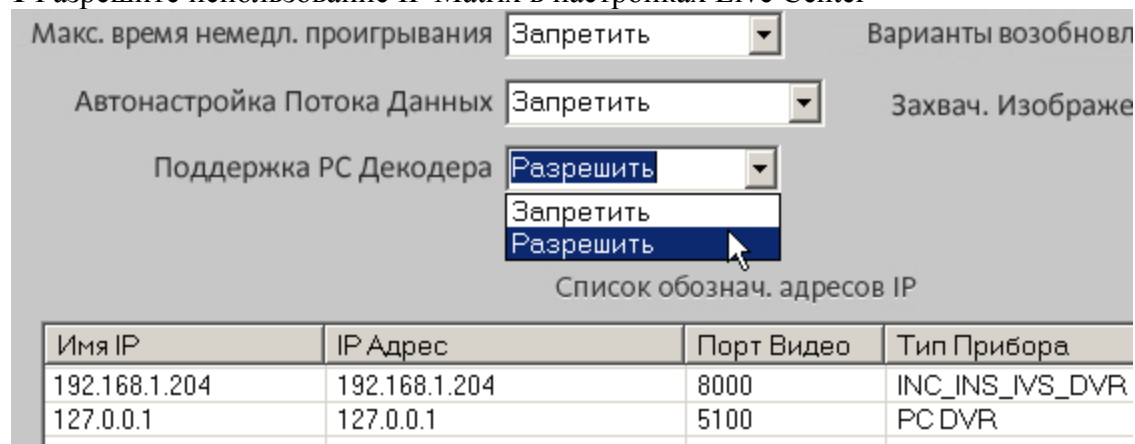 Макс. время немедл. проигрывания Запретить Варианты возобновл
Автонастройка Потока Данных Запретить Захвач. Изображе
Поддержка РС Декодера Разрешить
Запретить
Разрешить
Список обознач. адресов IP
Имя IP IP Адрес Порт Видео Тип Прибора
192.168.1.204 192.168.1.204 8000 INC_INS_IVS_DVR
127.0.0.1 127.0.0.1 5100 PC DVR